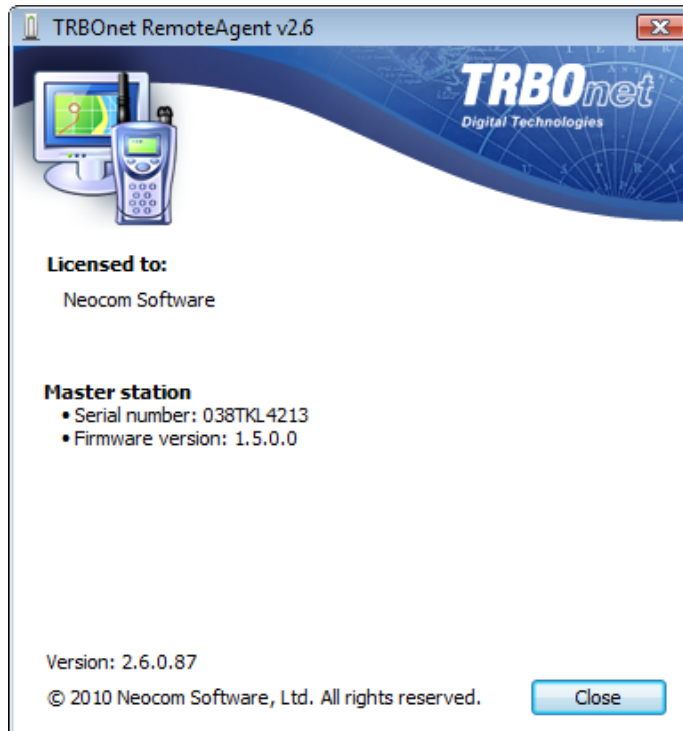 TRBOnet RemoteAgent v2.6
TRBOnet
Digital Technologies
Licensed to:
Neocom Software
Master station
• Serial number: 038TKL4213
• Firmware version: 1.5.0.0
Version: 2.6.0.87
© 2010 Neocom Software, Ltd. All rights reserved.
Close